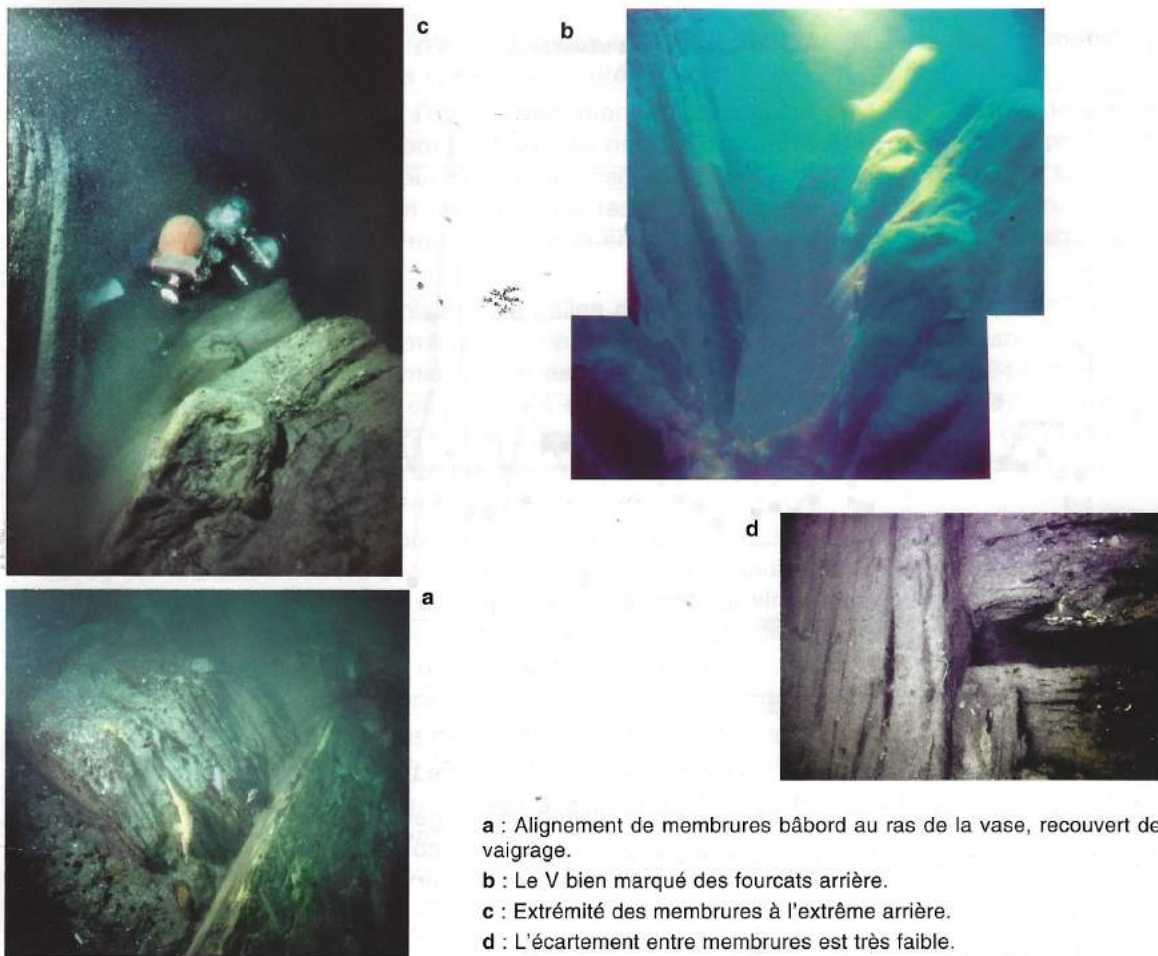 c
b
d
a
a : Alignement de membrures bâbord au ras de la vase, recouvert de
vaigrage.
b : Le V bien marqué des fourcats arrière.
c : Extrémité des membrures à l'extrême arrière.
d : L'écartement entre membrures est très faible.